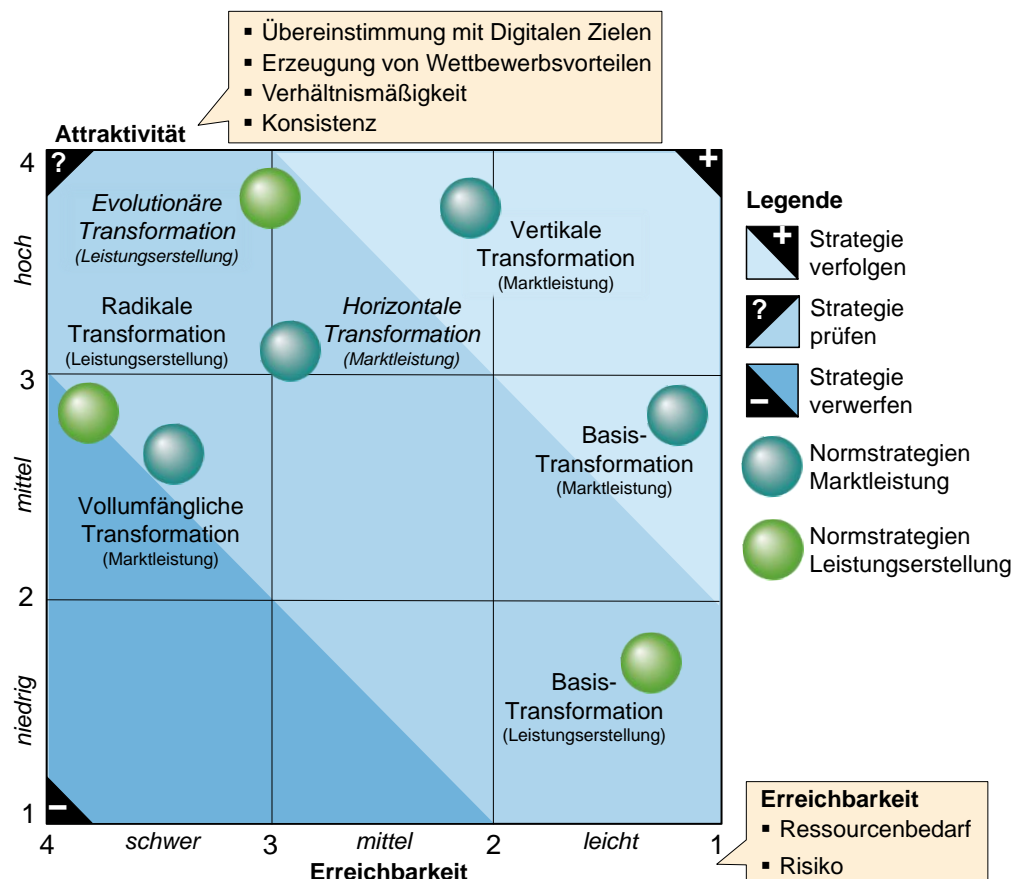 ▪ Übereinstimmung mit Digitalen Zielen
▪ Erzeugung von Wettbewerbsvorteilen
▪ Verhältnismäßigkeit
▪ Konsistenz
Attraktivität
4
?
+
Evolutionäre
Transformation
(Leistungserstellung)
Vertikale
Transformation
(Marktleistung)
hoch
Radikale
Transformation
(Leistungserstellung)
Horizontale
Transformation
(Marktleistung)
3
Basis-
Transformation
(Marktleistung)
mittel
Vollumfängliche
Transformation
(Marktleistung)
2
Basis-
Transformation
(Leistungserstellung)
niedrig
1
–
4
schwer
3
mittel
2
leicht
1
Erreichbarkeit
Legende
+
Strategie
verfolgen
?
Strategie
prüfen
–
Strategie
verwerfen
Normstrategien
Marktleistung
Normstrategien
Leistungserstellung
Erreichbarkeit
▪ Ressourcenbedarf
▪ Risiko